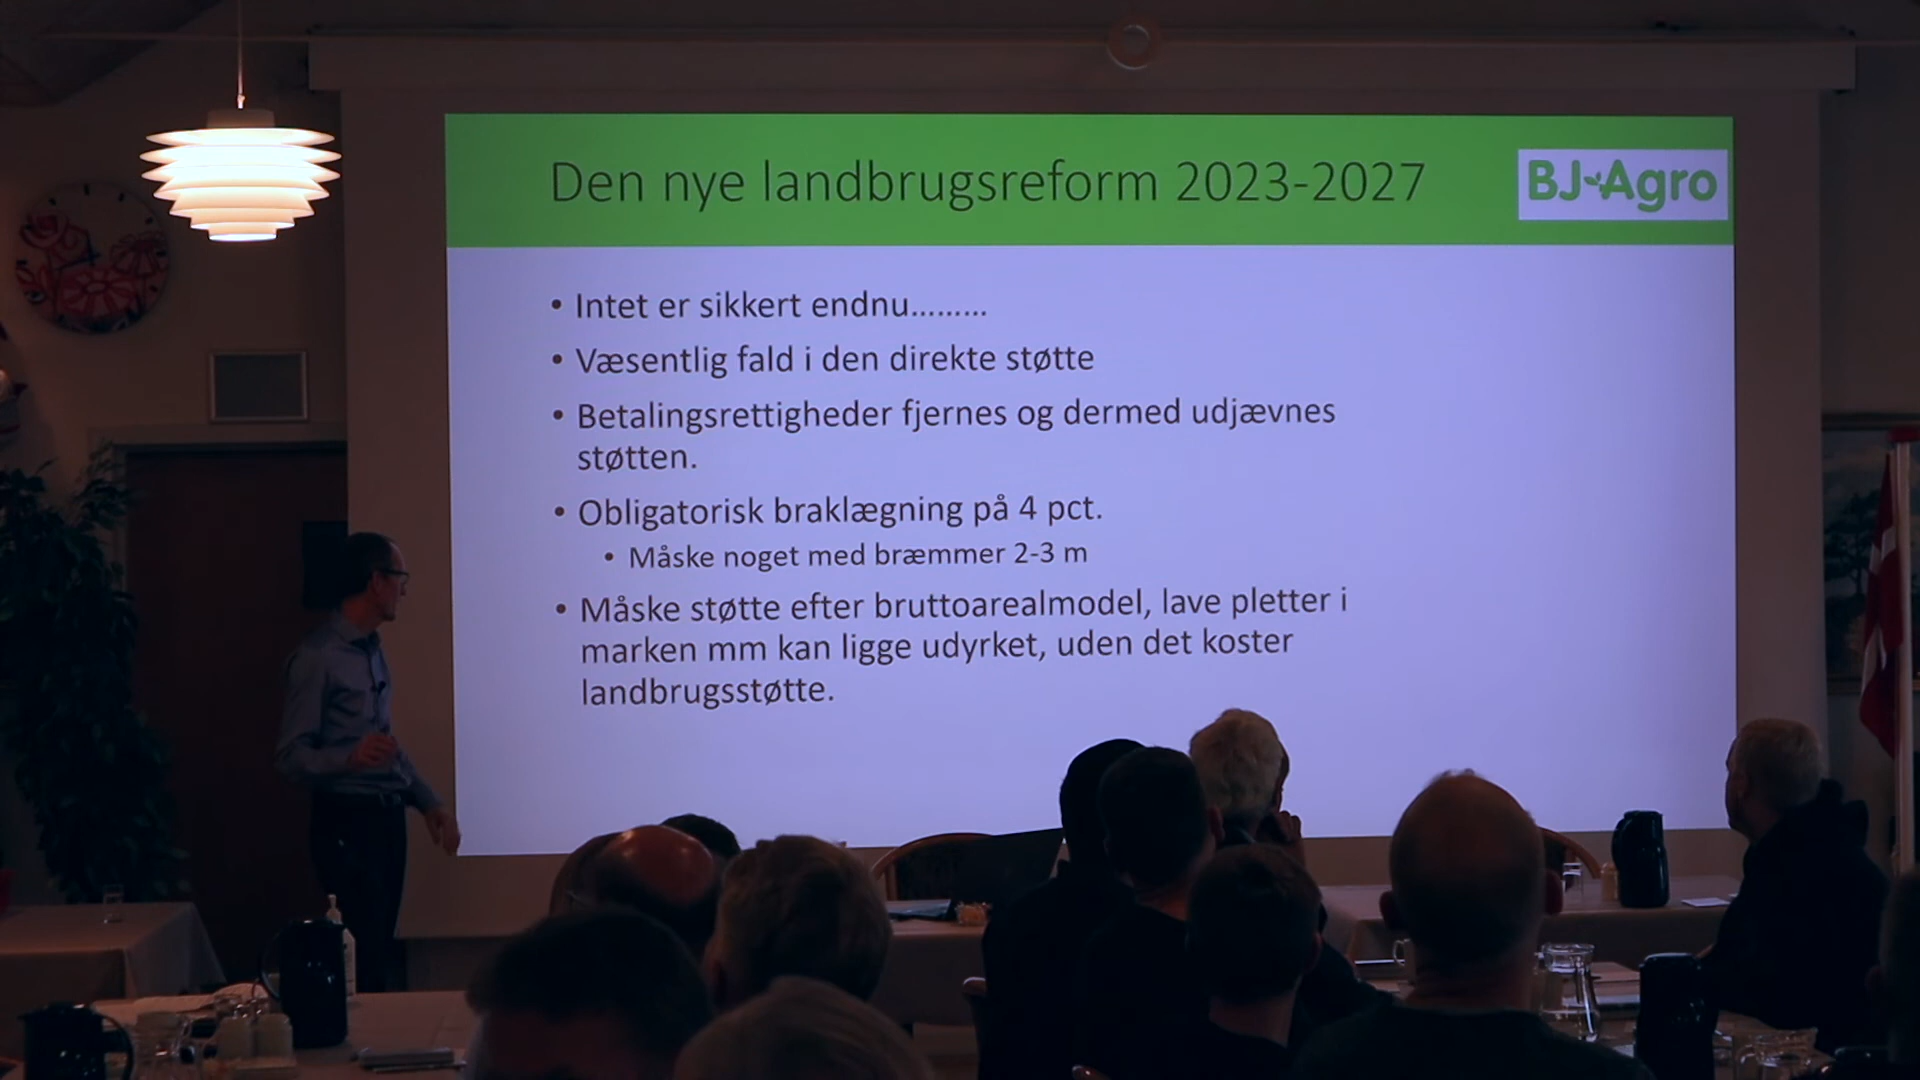 Den nye landbrugsreform 2023-2027
BJ-Agro
• Intet er sikkert endnu.........
• Væsentlig fald i den direkte støtte
• Betalingsrettigheder fjernes og dermed udjævnes
støtten.
• Obligatorisk braklægning på 4 pct.
• Måske noget med bræmmer 2-3 m
• Måske støtte efter bruttoarealmodel, lave pletter i
marken mm kan ligge udyrket, uden det koster
landbrugsstøtte.